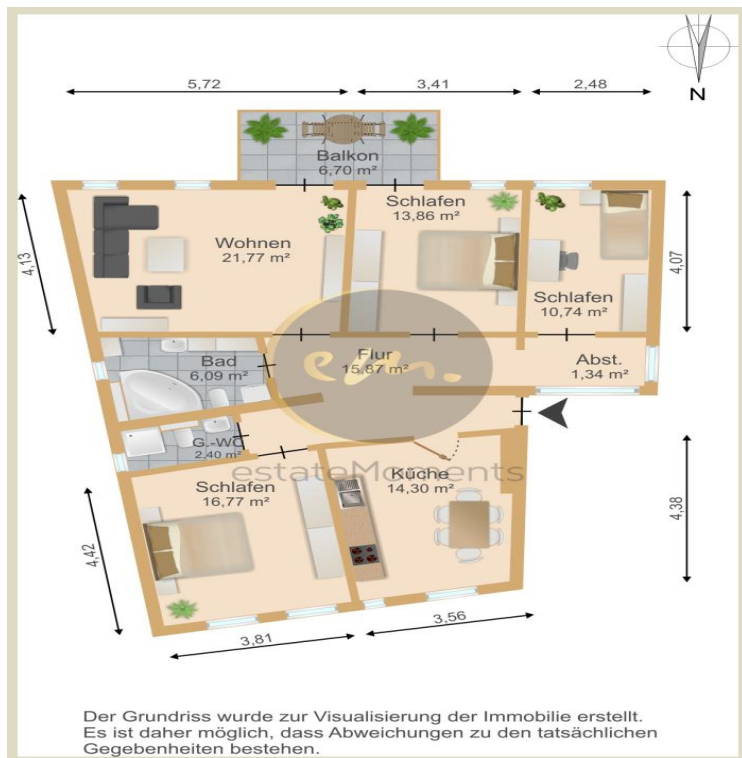 N
5,72
3,41
2,48
Balkon
6,70 m²
Schlafen
13,86 m²
Wohnen
21,77 m²
4,13
4,07
Schlafen
10,74 m²
Bad
6,09 m²
Flur
15,87 m²
em.
Abst.
1,34 m²
G.-WC
2,40 m²
estateMoments
Schlafen
16,77 m²
Küche
14,30 m²
4,42
4,38
3,81
3,56
Der Grundriss wurde zur Visualisierung der Immobilie erstellt.
Es ist daher möglich, dass Abweichungen zu den tatsächlichen
Gegebenheiten bestehen.